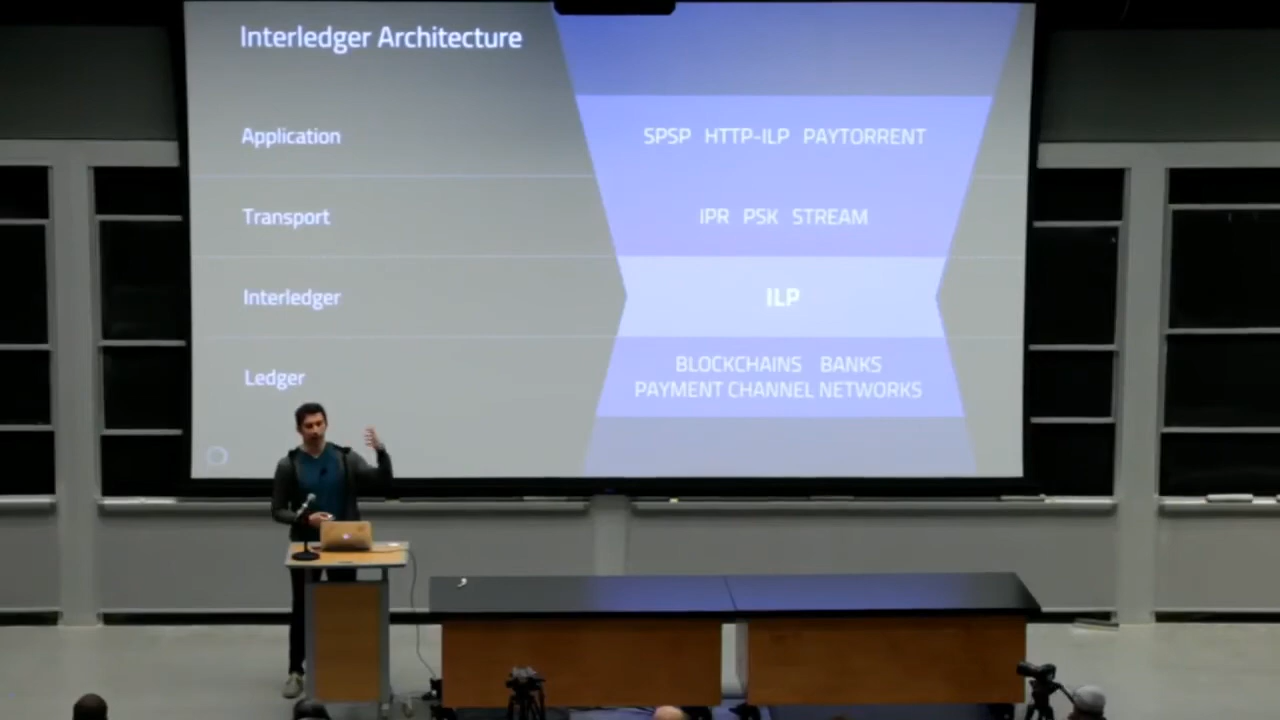 Interledger Architecture
Application
SPSP HTTP-ILP PAYTORRENT
Transport
IPR PSK STREAM
Interledger
ILP
Ledger
BLOCKCHAINS BANKS
PAYMENT CHANNEL NETWORKS